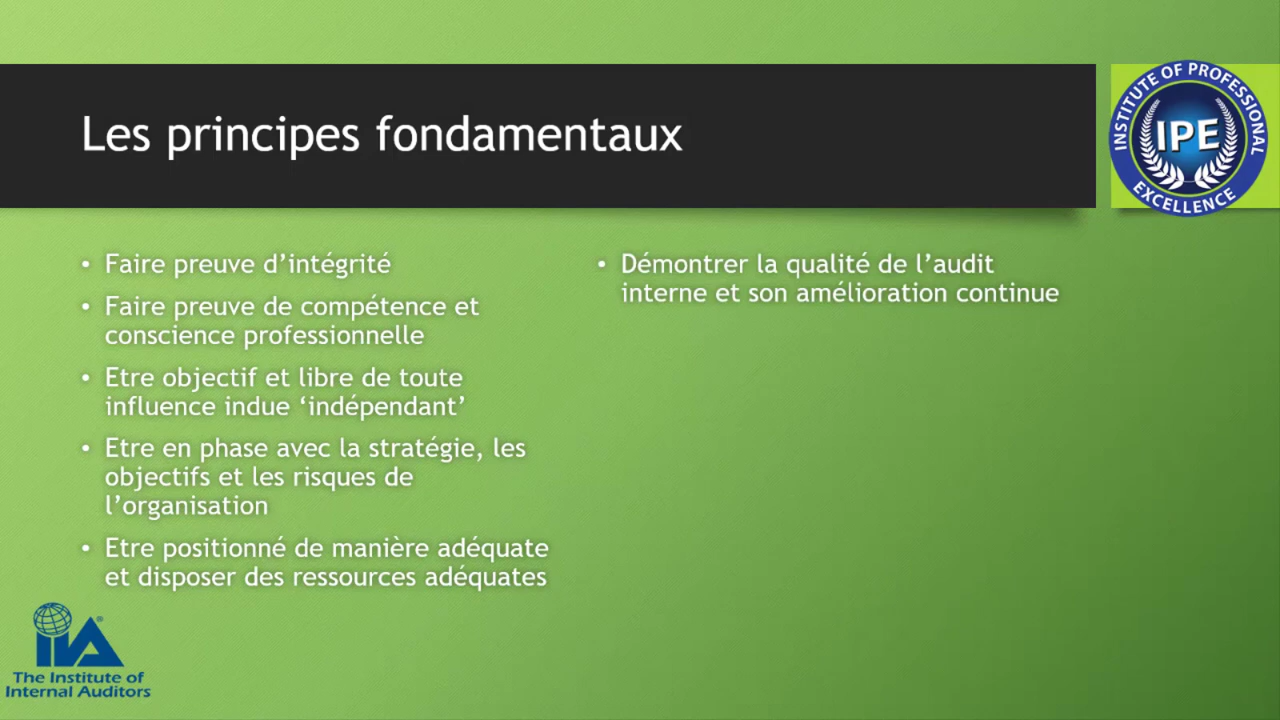 Les principes fondamentaux
INSTITUTE OF PROFESSIONAL
IPE
EXCELLENCE
• Faire preuve d’intégrité
• Faire preuve de compétence et
conscience professionnelle
• Etre objectif et libre de toute
influence indue ‘indépendant’
• Etre en phase avec la stratégie, les
objectifs et les risques de
l’organisation
• Etre positionné de manière adéquate
et disposer des ressources adéquates
• Démontrer la qualité de l’audit
interne et son amélioration continue
IIA®
The Institute of
Internal Auditors